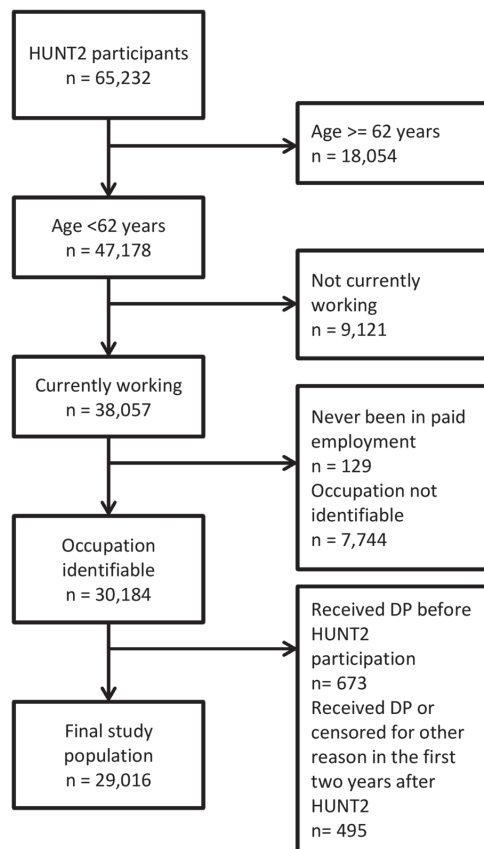 HUNT2 participants
n = 65,232
Age >= 62 years
n = 18,054
Age <62 years
n = 47,178
Not currently
working
n = 9,121
Currently working
n = 38,057
Never been in paid
employment
n = 129
Occupation not
identifiable
n = 7,744
Occupation
identifiable
n = 30,184
Received DP before
HUNT2
participation
n= 673
Received DP or
censored for other
reason in the first
two years after
HUNT2
n= 495
Final study
population
n = 29,016